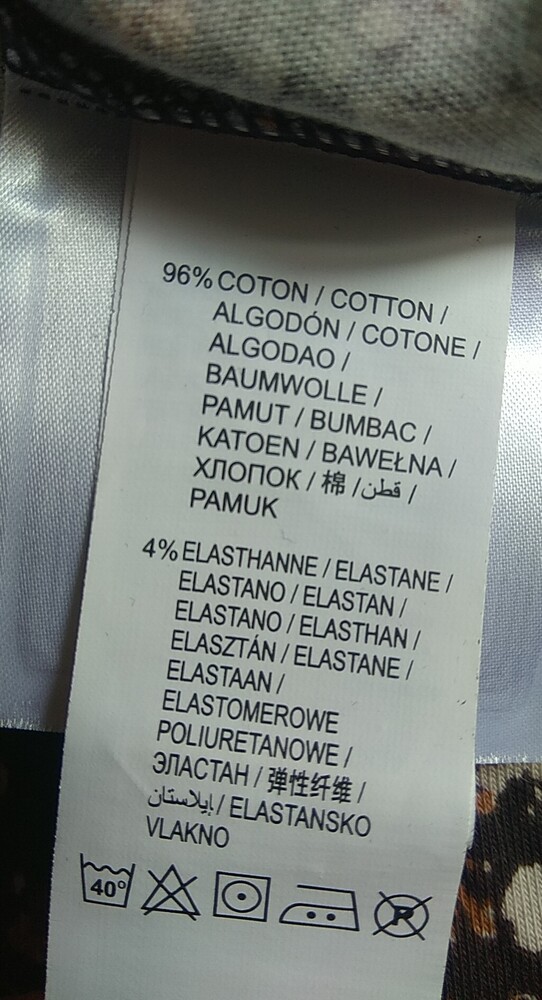 96% COTON / COTTON /
ALGODÓN / COTONE /
ALGODAO /
BAUMWOLLE /
PAMUT / BUMBAC /
KATOEN / BAWEŁNA /
ХЛОПОК / 棉 / قطن /
PAMUK
4% ELASTHANNE / ELASTANE /
ELASTANO / ELASTAN /
ELASTANO / ELASTHAN /
ELASZTÁN / ELASTANE /
ELASTAAN /
ELASTOMEROWE
POLIURETANOWE /
ЭЛАСТАН / 弹性纤维 /
إيلاستان / ELASTANSKO
VLAKNO
40° P